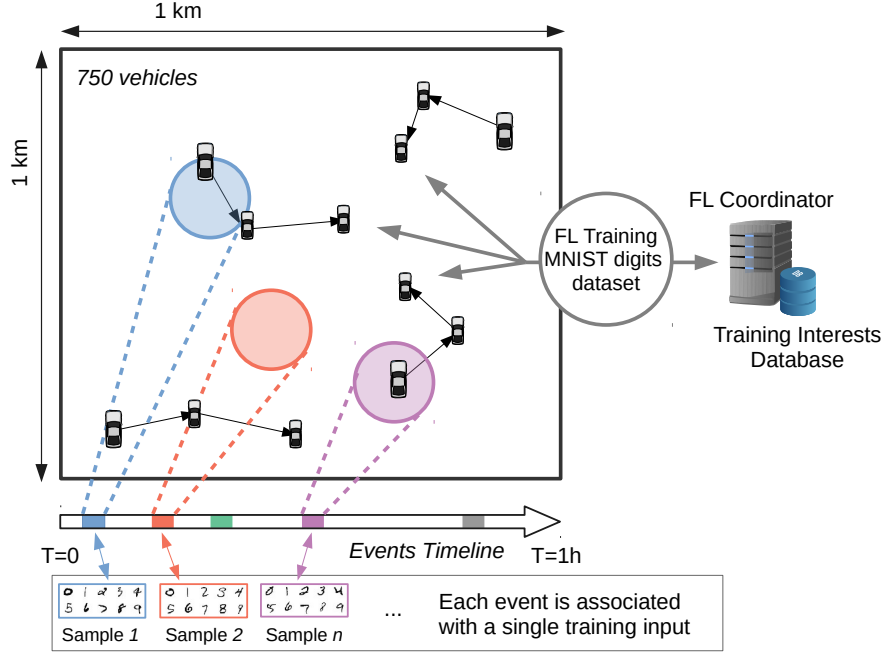 1 km
750 vehicles
1 km
FL Training
MNIST digits
dataset
FL Coordinator
Training Interests
Database
T=0
Events Timeline
T=1h
0 1 2 3 4
5 6 7 8 9
Sample 1
0 1 2 3 4
5 6 7 8 9
Sample 2
0 1 2 3 4
5 6 7 8 9
Sample n
...
Each event is associated
with a single training input